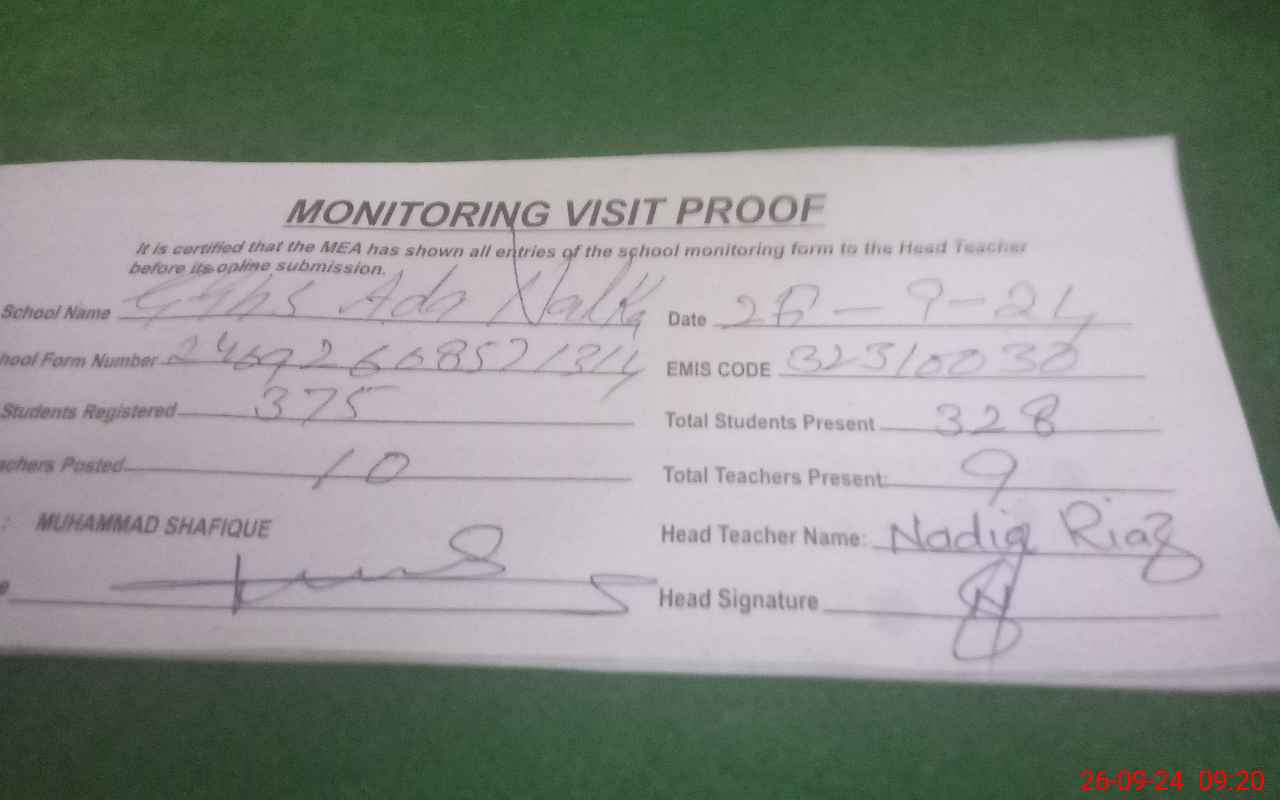 MONITORING VISIT PROOF
It is certified that the MEA has shown all entries of the school monitoring form to the Head Teacher
before its online submission.
School Name GGHS Ada Nalka Date 26-9-24
hool Form Number EMIS CODE 32310030
Students Registered 375 Total Students Present 328
achers Posted 10 Total Teachers Present: 9
: MUHAMMAD SHAFIQUE Head Teacher Name: Nadia Riaz
e Head Signature
26-09-24 09:20